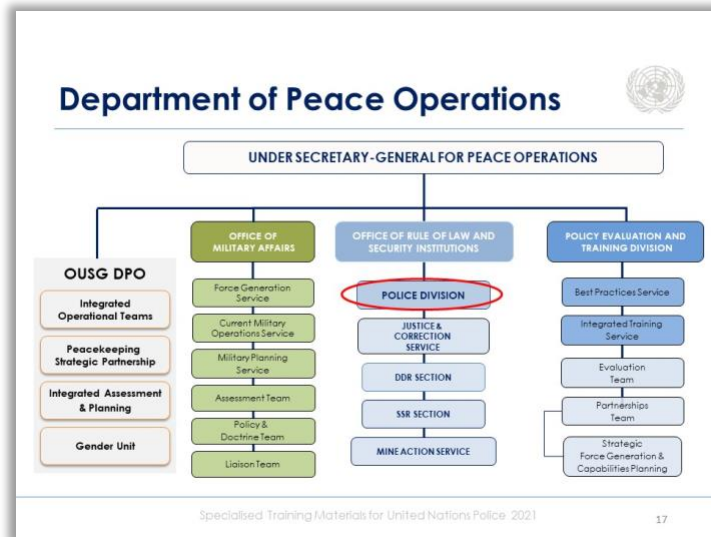 Department of Peace Operations
UNDER SECRETARY-GENERAL FOR PEACE OPERATIONS
OUSG DPO
Integrated
Operational Teams
Peacekeeping
Strategic Partnership
Integrated Assessment
& Planning
Gender Unit
OFFICE OF
MILITARY AFFAIRS
Force Generation
Service
Current Military
Operations Service
Military Planning
Service
Assessment Team
Policy &
Doctrine Team
Liaison Team
OFFICE OF RULE OF LAW AND
SECURITY INSTITUTIONS
POLICE DIVISION
JUSTICE &
CORRECTION
SERVICE
DDR SECTION
SSR SECTION
MINE ACTION SERVICE
POLICY EVALUATION AND
TRAINING DIVISION
Best Practices Service
Integrated Training
Service
Evaluation
Team
Partnerships
Team
Strategic
Force Generation &
Capabilities Planning
Specialised Training Materials for United Nations Police 2021
17